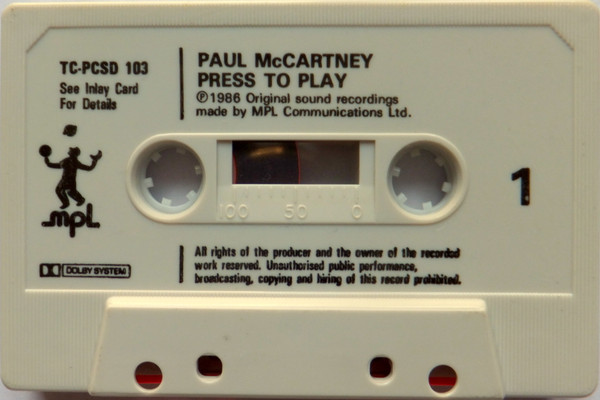 TC-PCSD 103
See Inlay Card
For Details
PAUL McCARTNEY
PRESS TO PLAY
℗1986 Original sound recordings
made by MPL Communications Ltd.
mpl
100 50 0
1
DOLBY SYSTEM
All rights of the producer and the owner of the recorded
work reserved. Unauthorised public performance,
broadcasting, copying and hiring of this record prohibited.